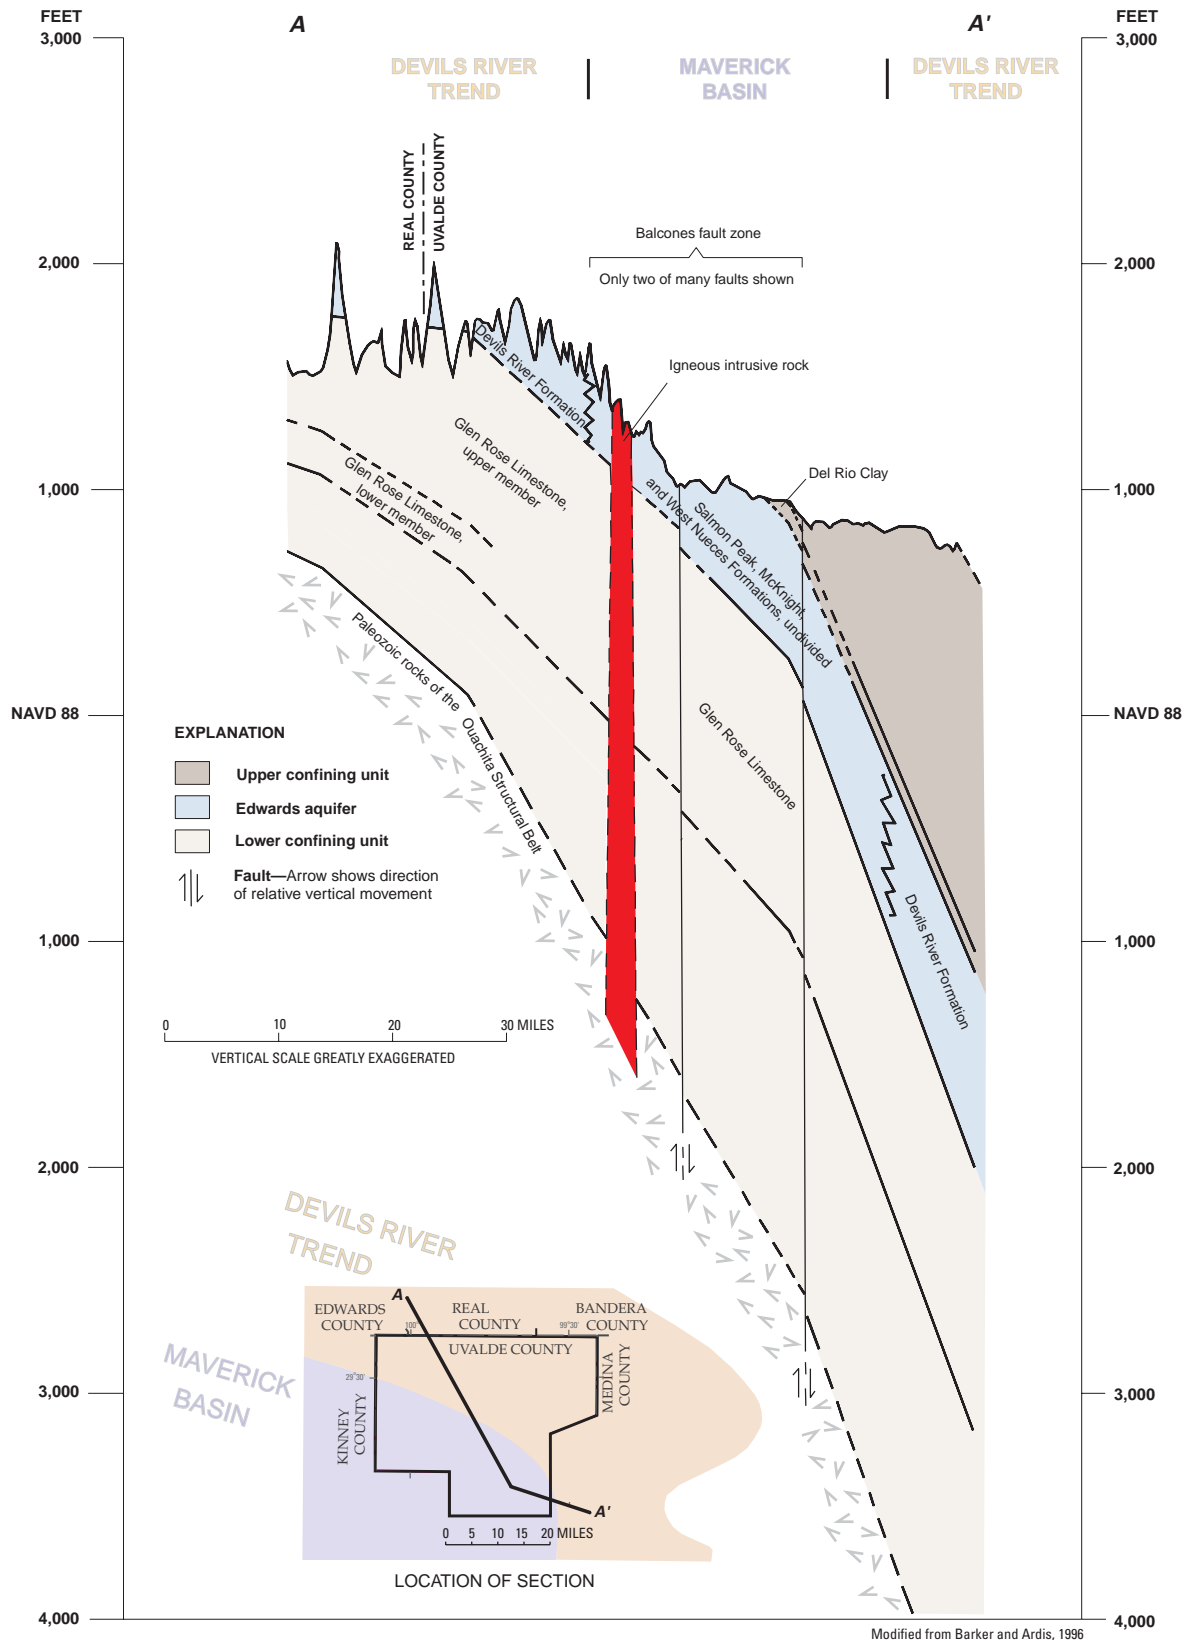 FEET
A
A'
FEET
3,000
3,000
DEVILS RIVER
TREND
MAVERICK
BASIN
DEVILS RIVER
TREND
REAL COUNTY
UVALDE COUNTY
Balcones fault zone
2,000
2,000
Only two of many faults shown
Devils River Formation
Igneous intrusive rock
Glen Rose Limestone,
upper member
Glen Rose Limestone,
lower member
Del Rio Clay
1,000
1,000
Salmon Peak, McKnight,
and West Nueces Formations, undivided
Paleozoic rocks of the
Ouachita Structural Belt
Glen Rose Limestone
NAVD 88
NAVD 88
EXPLANATION
Upper confining unit
Edwards aquifer
Lower confining unit
Fault—Arrow shows direction
of relative vertical movement
Devils River Formation
1,000
1,000
0
10
20
30 MILES
VERTICAL SCALE GREATLY EXAGGERATED
2,000
2,000
DEVILS RIVER
TREND
MAVERICK
BASIN
A
EDWARDS
COUNTY
REAL
COUNTY
BANDERA
COUNTY
100°
99°30'
UVALDE COUNTY
29°30'
MEDINA
COUNTY
KINNEY
COUNTY
A'
0 5 10 15 20 MILES
LOCATION OF SECTION
3,000
3,000
4,000
4,000
Modified from Barker and Ardis, 1996